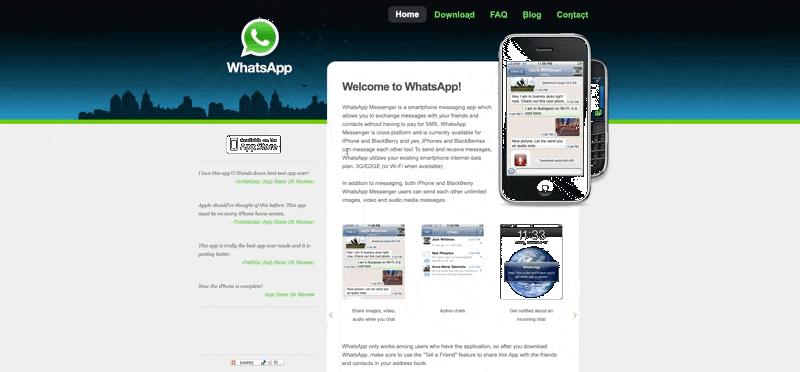 Home Download FAQ Blog Contact
WhatsApp
Welcome to WhatsApp!
WhatsApp Messenger is a smartphone messaging app which
allows you to exchange messages with your friends and
contacts without having to pay for SMS. WhatsApp
Messenger is cross platform and is currently available for
iPhone and BlackBerry and yes, iPhones and BlackBerrys
can message each other too! To send and receive messages,
WhatsApp utilizes your existing smartphone internet data
plan: 3G/EDGE (or Wi-Fi when available)
In addition to messaging, both iPhone and BlackBerry
WhatsApp Messenger users can send each other unlimited
images, video and audio media messages.
Available on the
App Store
I love this app!!! Hands down best text app ever!
(App Store US Review)
Apple should've thought of this before. This app
must be on every iPhone home-screen.
(App Store US Review)
This app is trully the best app ever made and it is
getting better.
(App Store US Review)
Now the iPhone is complete!
App Store US Review
SHARE
11:33
Share images, video,
audio while you chat
Active chats
Get notified about an
incoming chat
WhatsApp only works among users who have the application, so after you download
WhatsApp, make sure to use the "Tell a Friend" feature to share this App with the friends
and contacts in your address book.